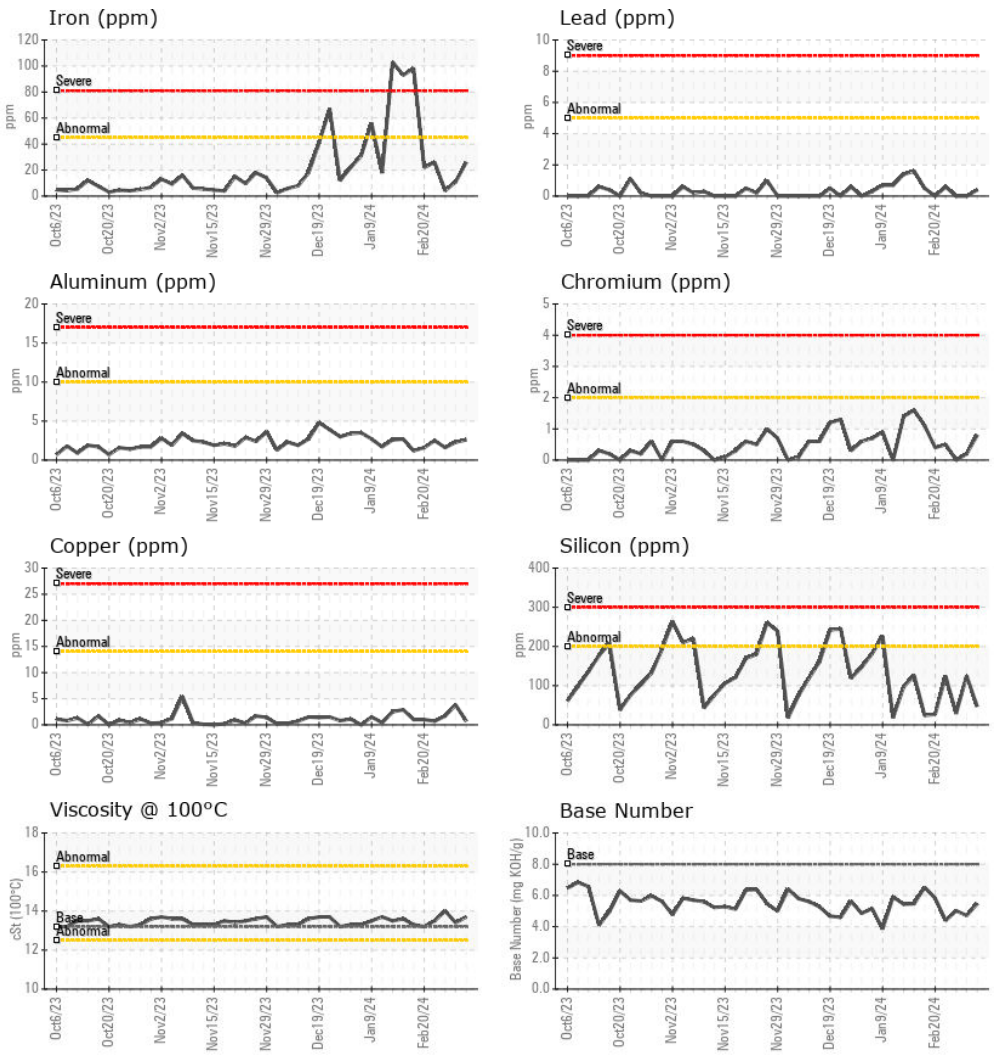 Iron (ppm)
120
100
80
60
40
20
0
ppm
Severe
Abnormal
Oct6/23
Oct20/23
Nov2/23
Nov15/23
Nov29/23
Dec19/23
Jan9/24
Feb20/24
Lead (ppm)
10
8
6
4
2
0
ppm
Severe
Abnormal
Oct6/23
Oct20/23
Nov2/23
Nov15/23
Nov29/23
Dec19/23
Jan9/24
Feb20/24
Aluminum (ppm)
20
15
10
5
0
ppm
Severe
Abnormal
Oct6/23
Oct20/23
Nov2/23
Nov15/23
Nov29/23
Dec19/23
Jan9/24
Feb20/24
Chromium (ppm)
5
4
3
2
1
0
ppm
Severe
Abnormal
Oct6/23
Oct20/23
Nov2/23
Nov15/23
Nov29/23
Dec19/23
Jan9/24
Feb20/24
Copper (ppm)
30
25
20
15
10
5
0
ppm
Severe
Abnormal
Oct6/23
Oct20/23
Nov2/23
Nov15/23
Nov29/23
Dec19/23
Jan9/24
Feb20/24
Silicon (ppm)
400
300
200
100
0
ppm
Severe
Abnormal
Oct6/23
Oct20/23
Nov2/23
Nov15/23
Nov29/23
Dec19/23
Jan9/24
Feb20/24
Viscosity @ 100°C
18
16
14
12
10
cSt (100°C)
Abnormal
Base
Abnormal
Oct6/23
Oct20/23
Nov2/23
Nov15/23
Nov29/23
Dec19/23
Jan9/24
Feb20/24
Base Number
10.0
8.0
6.0
4.0
2.0
0.0
Base Number (mg KOH/g)
Base
Oct6/23
Oct20/23
Nov2/23
Nov15/23
Nov29/23
Dec19/23
Jan9/24
Feb20/24